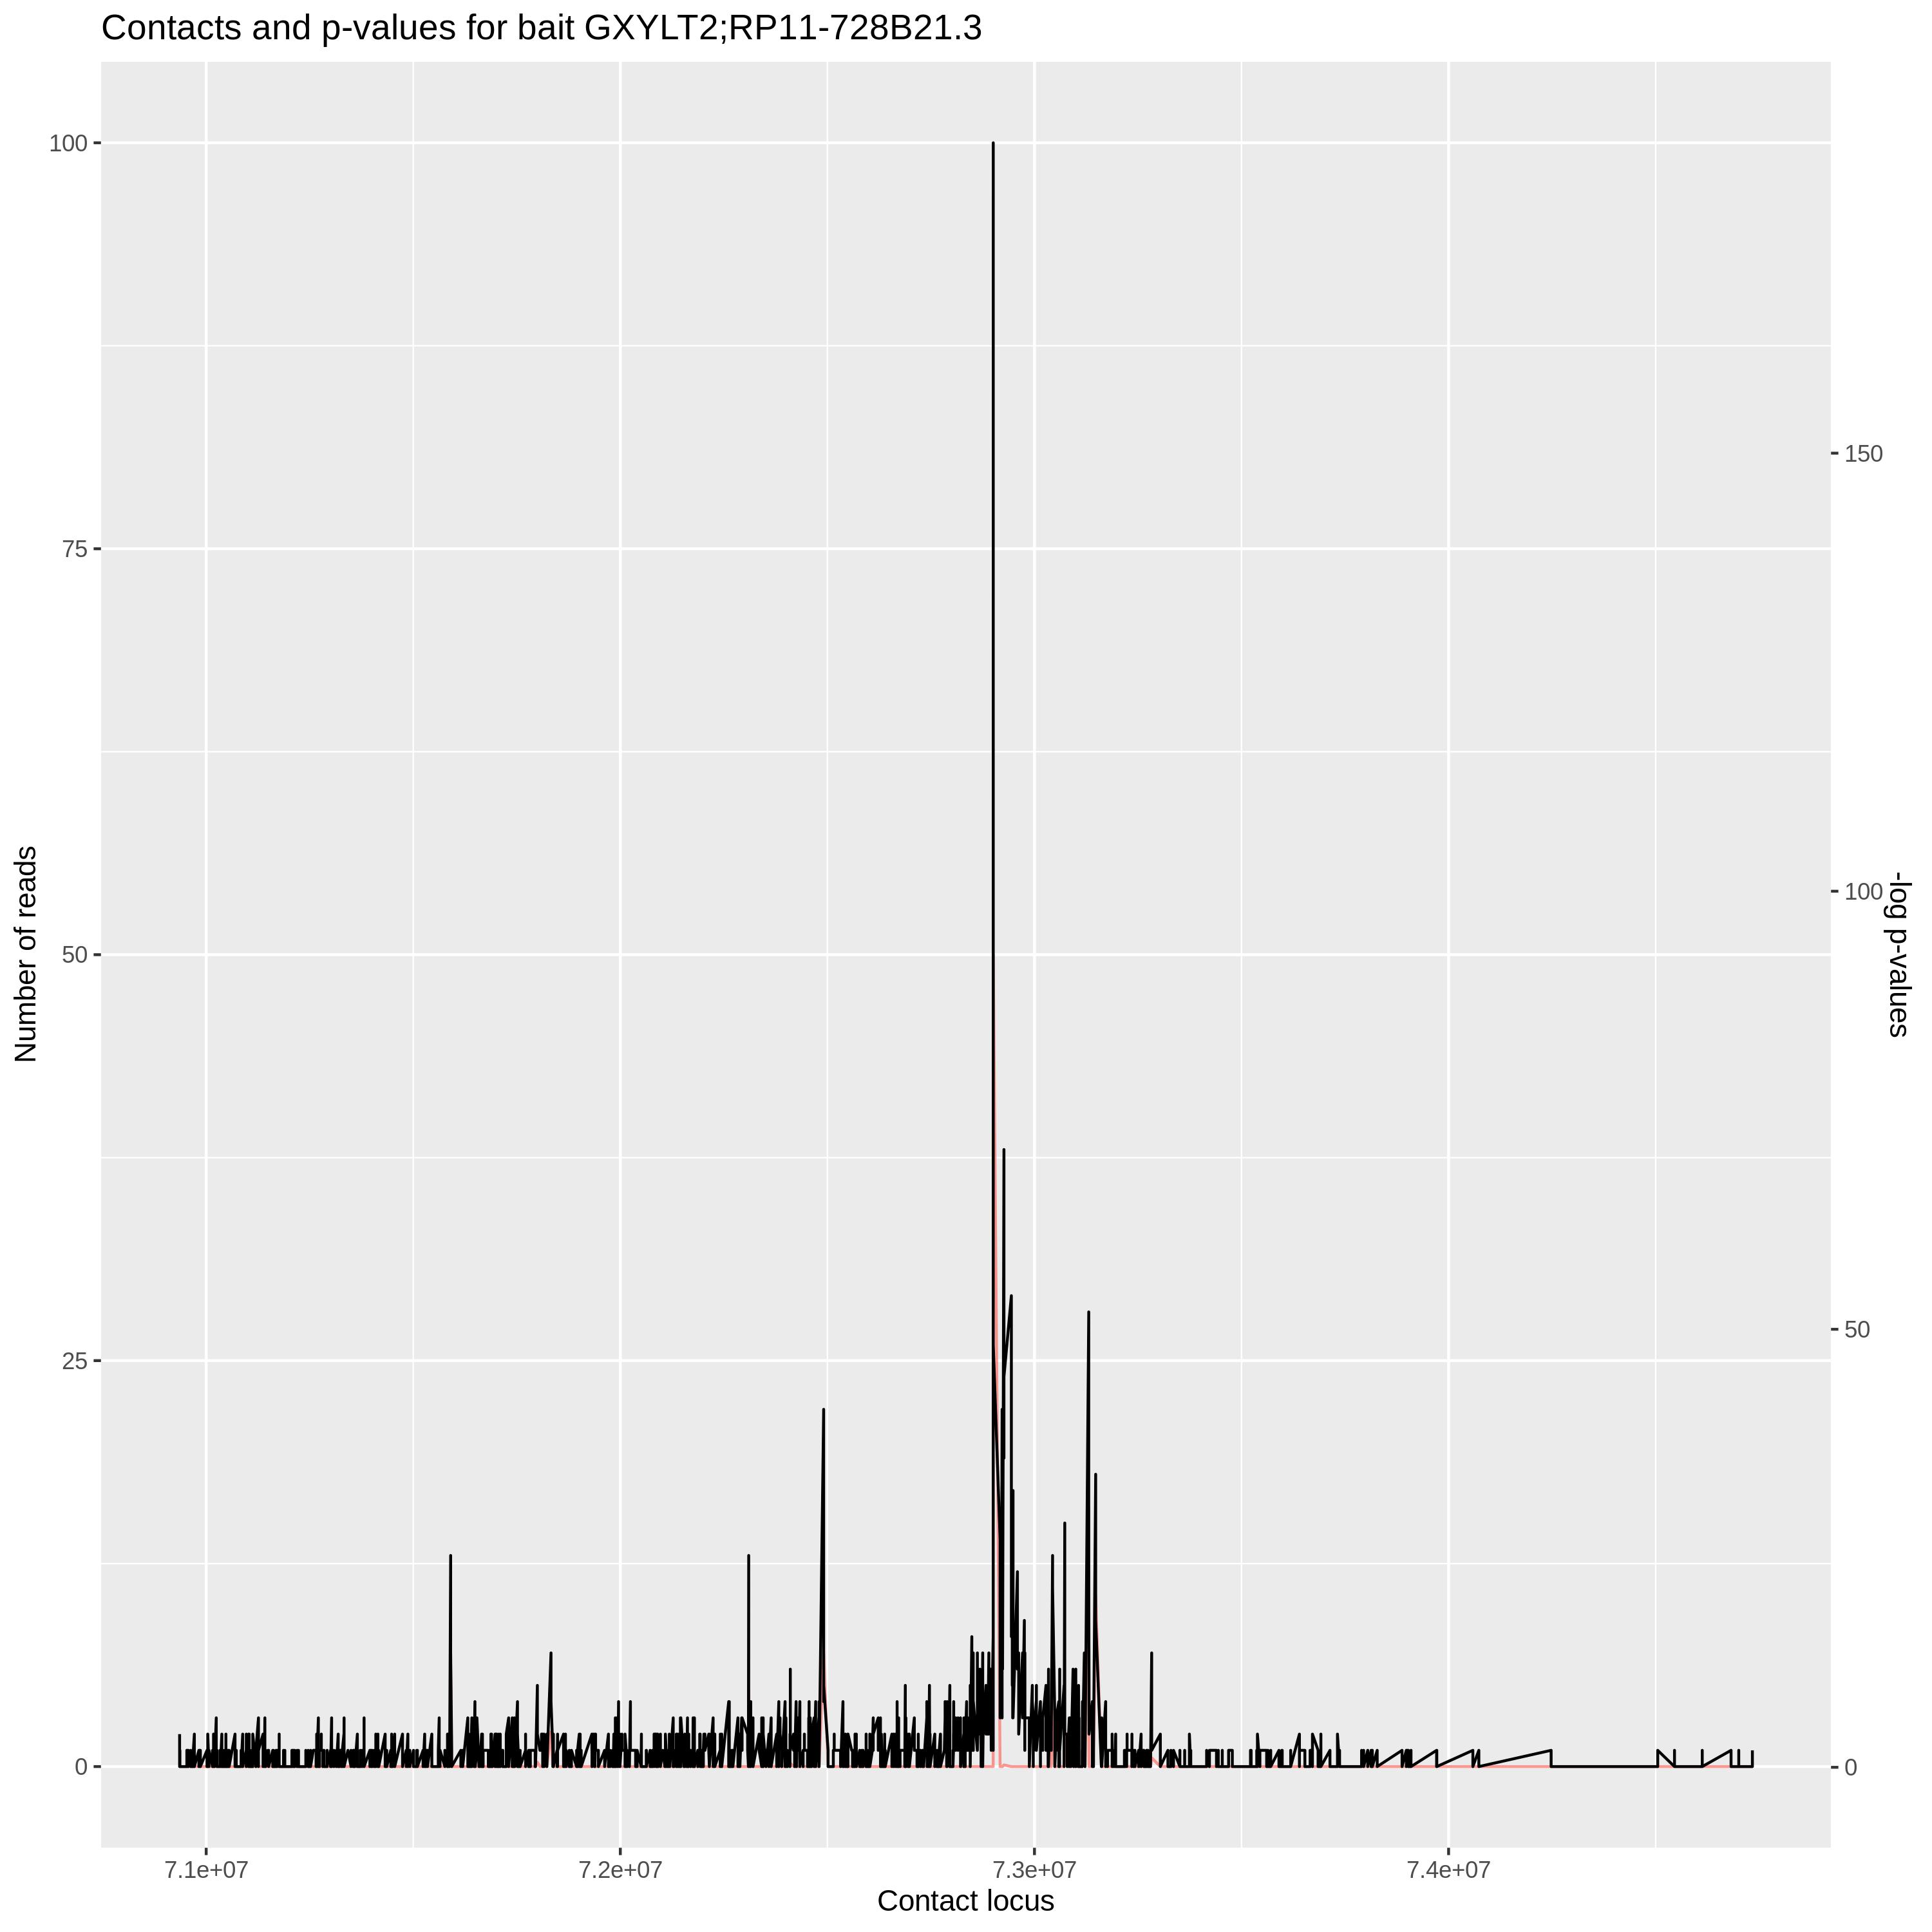 Contacts and p-values for bait GXYLT2;RP11-728B21.3
100
75
50
25
0
Number of reads
150
100
50
0
-log p-values
7.1e+07
7.2e+07
7.3e+07
7.4e+07
Contact locus